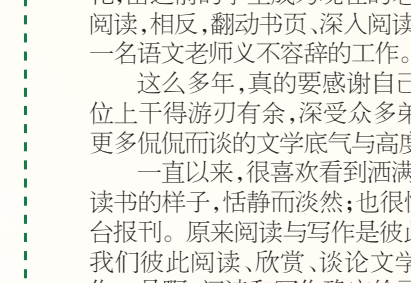 阅读,相反,翻动书页、深入阅读
一名语文老师义不容辞的工作。
这么多年,真的要感谢自己
位上干得游刃有余,深受众多弟
更多侃侃而谈的文学底气与高度
一直以来,很喜欢看到洒满
读书的样子,恬静而淡然;也很
台报刊。原来阅读与写作是彼
我们彼此阅读、欣赏、谈论文学